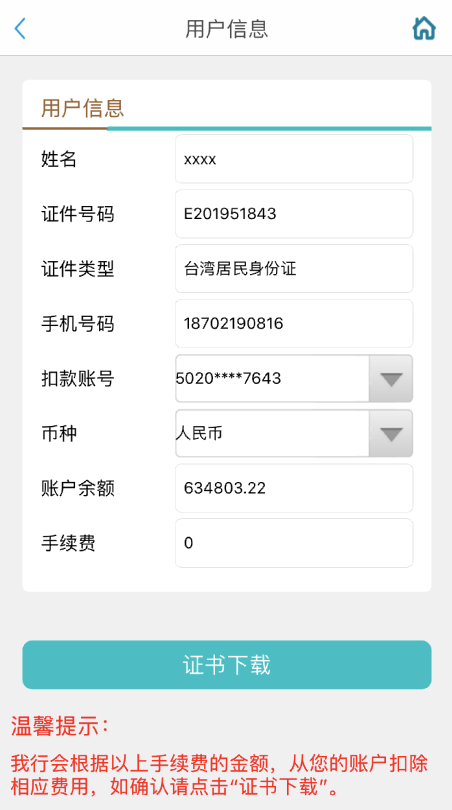 用户信息
用户信息
姓名 xxxx
证件号码 E201951843
证件类型 台湾居民身份证
手机号码 18702190816
扣款账号 5020****7643
币种 人民币
账户余额 634803.22
手续费 0
证书下载
温馨提示：
我行会根据以上手续费的金额，从您的账户扣除
相应费用，如确认请点击“证书下载”。